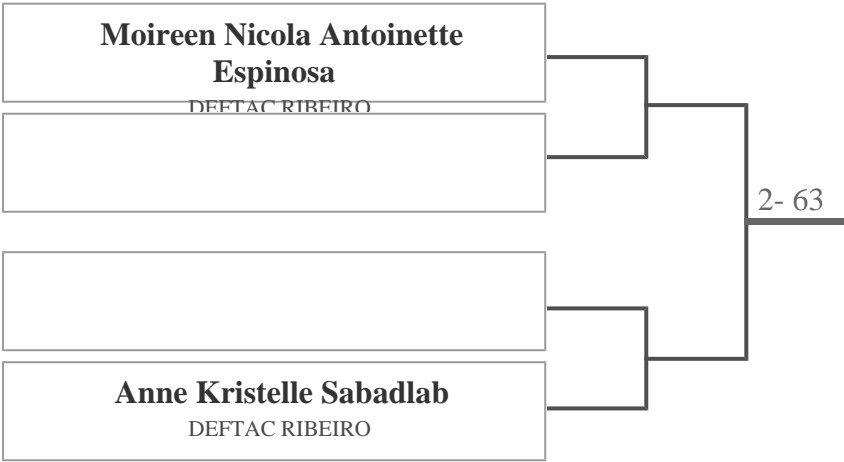 Moireen Nicola Antoinette
Espinosa
DEFTAC RIBEIRO
2- 63
Anne Kristelle Sabadlab
DEFTAC RIBEIRO